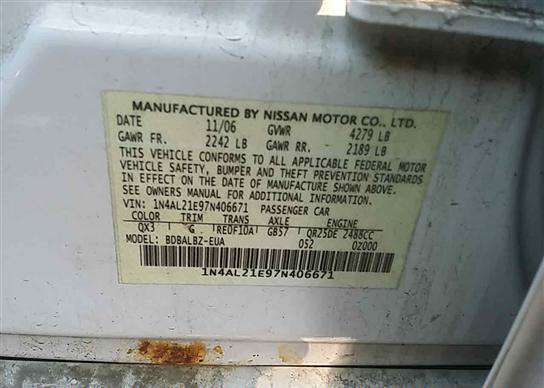 MANUFACTURED BY NISSAN MOTOR CO., LTD.
DATE 11/06 GVWR 4279 LB
GAWR FR. 2242 LB GAWR RR. 2189 LB
THIS VEHICLE CONFORMS TO ALL APPLICABLE FEDERAL MOTOR
VEHICLE SAFETY, BUMPER AND THEFT PREVENTION STANDARDS
IN EFFECT ON THE DATE OF MANUFACTURE SHOWN ABOVE.
SEE OWNERS MANUAL FOR ADDITIONAL INFORMATION.
VIN: 1N4AL21E97N406671 PASSENGER CAR
COLOR TRIM TRANS AXLE ENGINE
QX3 G RE0F10A GB57 QR25DE 2488CC
MODEL: BDBALBZ-EUA 052 0Z000
1N4AL21E97N406671